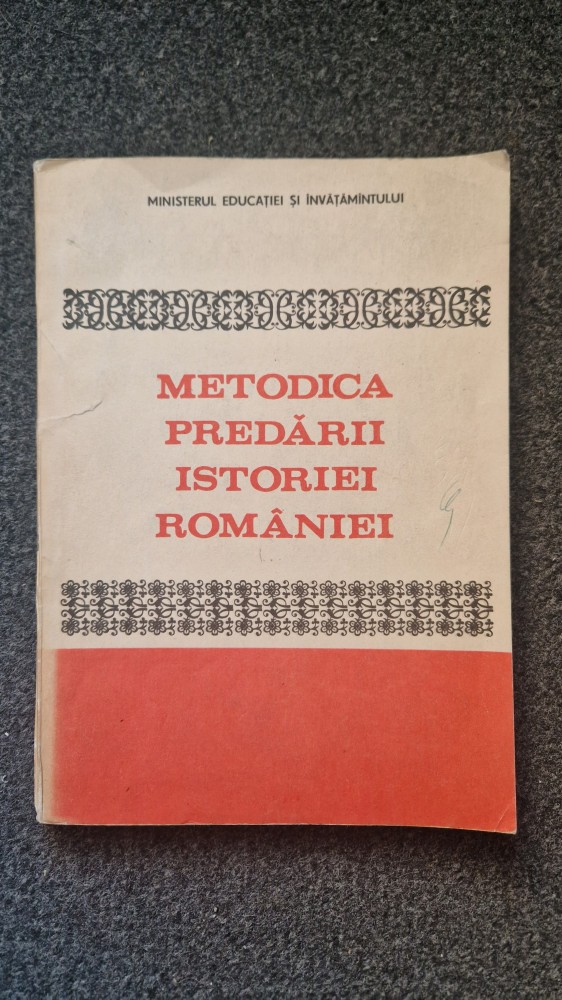 MINISTERUL EDUCAȚIEI ȘI ÎNVĂȚĂMÎNTULUI
METODICA
PREDĂRII
ISTORIEI
ROMÂNIEI